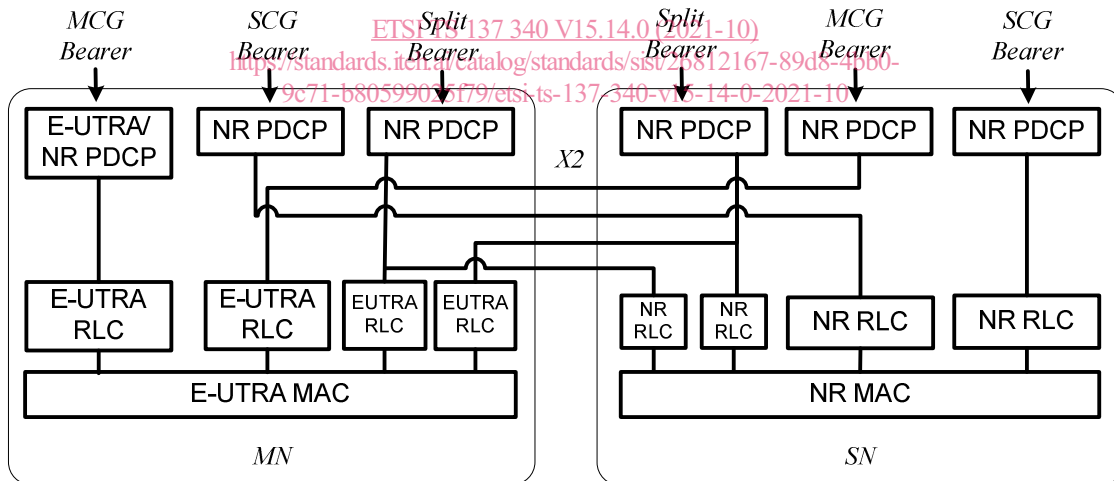 MCG Bearer
SCG Bearer
Split Bearer
Split Bearer
MCG Bearer
SCG Bearer
ETSI TS 137 340 V15.14.0 (2021-10)
https://standards.iteh.ai/catalog/standards/sist/2b812167-89d8-4bb0-
9c71-b80599025f79/etsi-ts-137-340-v15-14-0-2021-10
E-UTRA/
NR PDCP
NR PDCP
NR PDCP
X2
NR PDCP
NR PDCP
NR PDCP
E-UTRA
RLC
E-UTRA
RLC
EUTRA
RLC
EUTRA
RLC
NR
RLC
NR
RLC
NR RLC
NR RLC
E-UTRA MAC
NR MAC
MN
SN